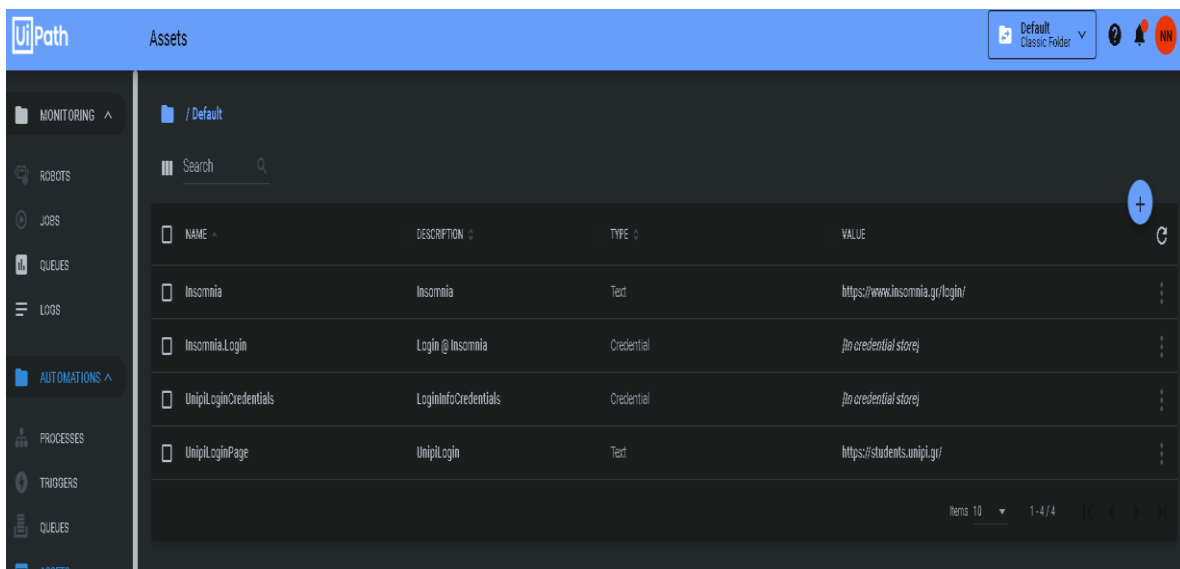 UiPath
Assets
Default
Classic Folder
NN
MONITORING
/ Default
Search
ROBOTS
JOBS
QUEUES
LOGS
NAME
DESCRIPTION
TYPE
VALUE
Insomnia
Insomnia
Text
https://www.insomnia.gr/login/
Insomnia.Login
Login @ Insomnia
Credential
[In credential store]
AUTOMATIONS
UnipiLoginCredentials
LoginInfoCredentials
Credential
[In credential store]
PROCESSES
UnipiLoginPage
UnipiLogin
Text
https://students.unipi.gr/
TRIGGERS
Items 10
1 - 4 / 4
QUEUES
ASSETS